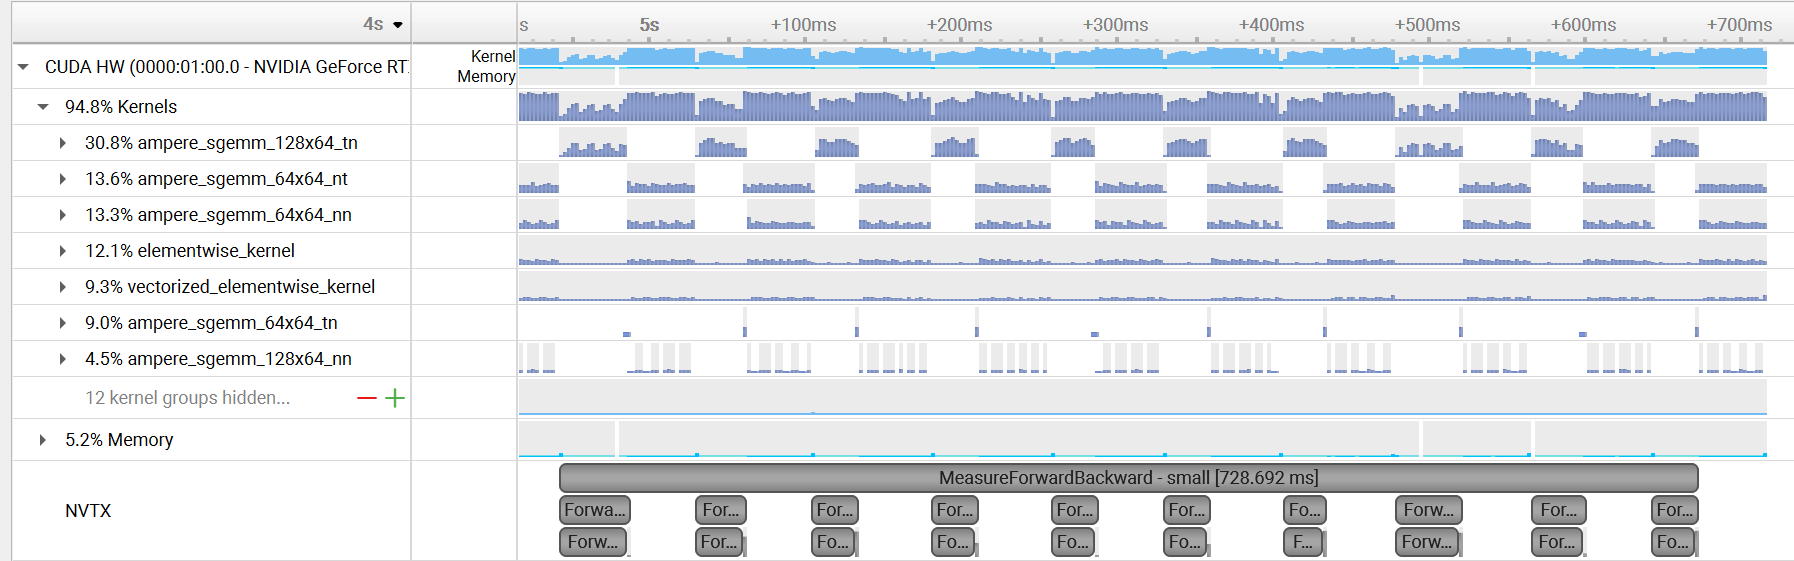 4s
s 5s +100ms +200ms +300ms +400ms +500ms +600ms +700ms
CUDA HW (0000:01:00.0 - NVIDIA GeForce RT
Kernel
Memory
94.8% Kernels
30.8% ampere_sgemm_128x64_tn
13.6% ampere_sgemm_64x64_nt
13.3% ampere_sgemm_64x64_nn
12.1% elementwise_kernel
9.3% vectorized_elementwise_kernel
9.0% ampere_sgemm_64x64_tn
4.5% ampere_sgemm_128x64_nn
12 kernel groups hidden...
5.2% Memory
NVTX
MeasureForwardBackward - small [728.692 ms]
Forwa... For... For... For... For... For... Fo... Forw... For... For...
Forw... For... Fo... Fo... Fo... Fo... F... Forw... For... Fo...